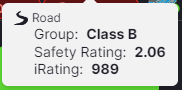 Road
Group: Class B
Safety Rating: 2.06
iRating: 989